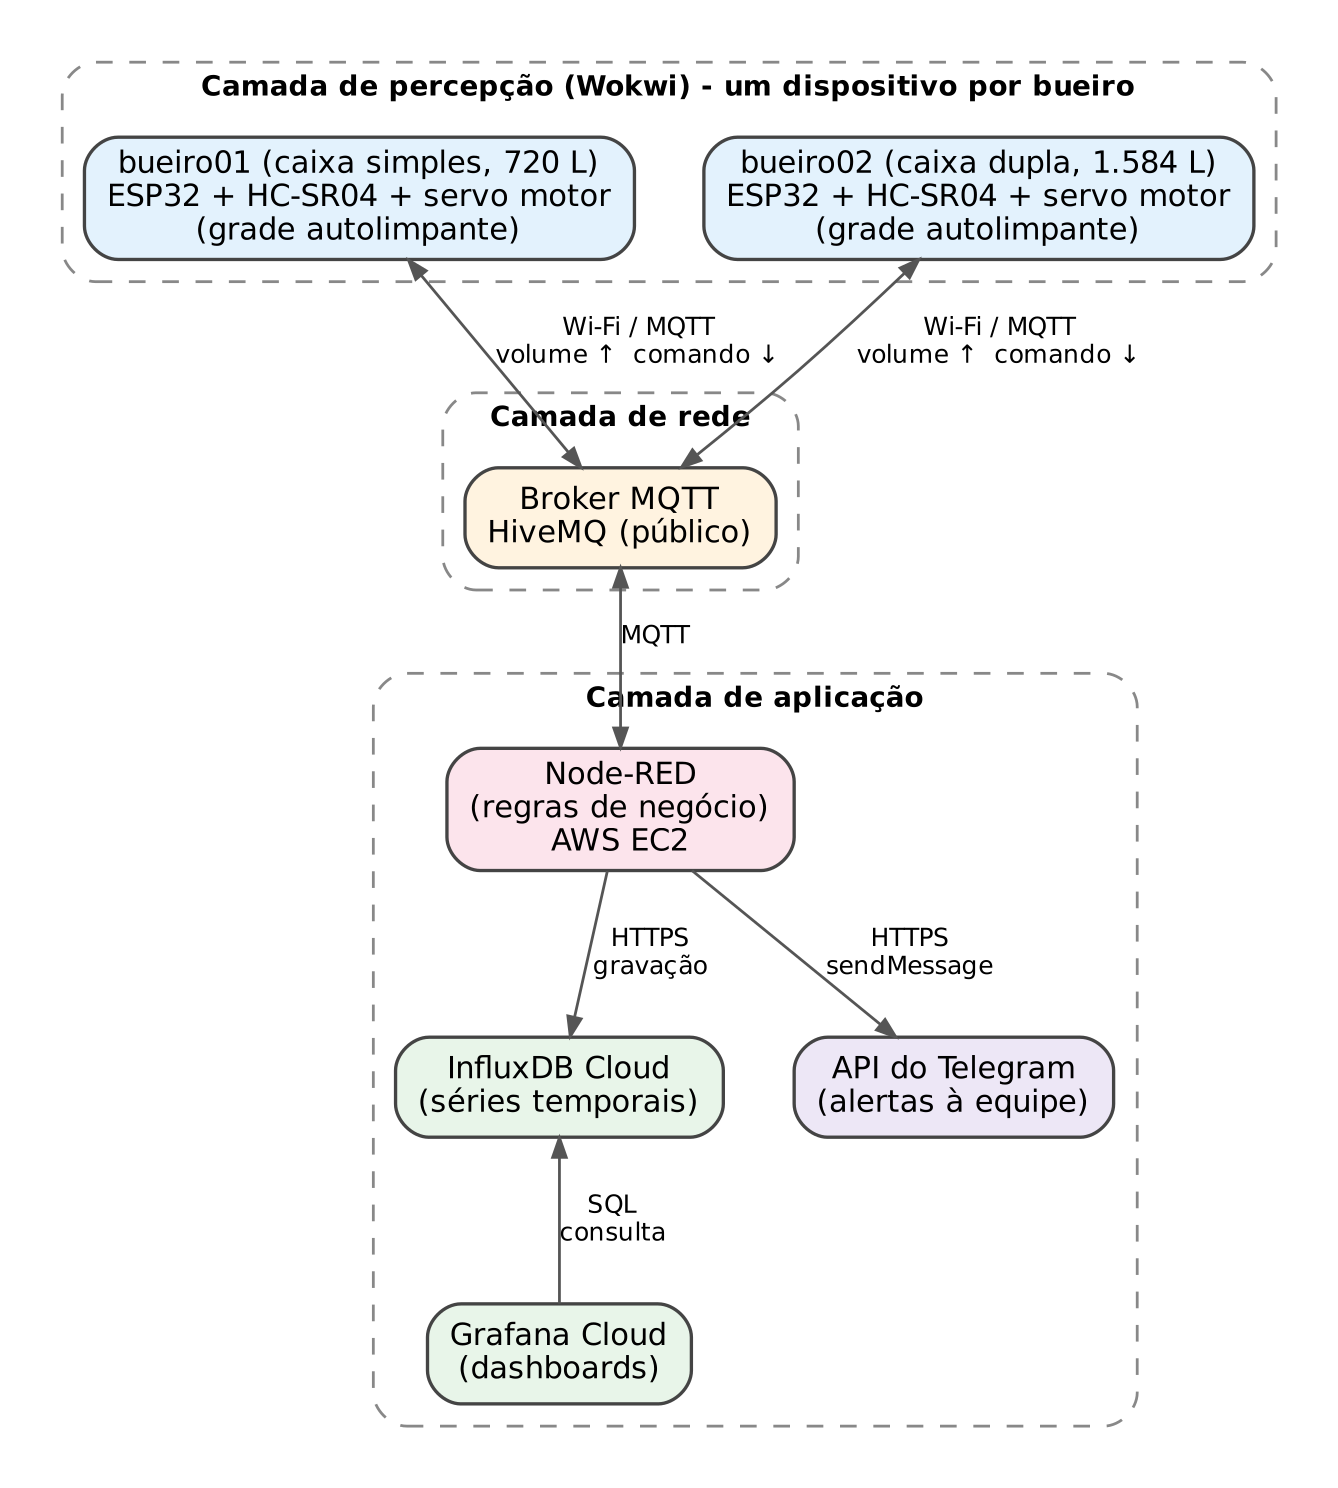 Camada de percepção (Wokwi) - um dispositivo por bueiro
bueiro01 (caixa simples, 720 L)
ESP32 + HC-SR04 + servo motor
(grade autolimpante)
bueiro02 (caixa dupla, 1.584 L)
ESP32 + HC-SR04 + servo motor
(grade autolimpante)
Wi-Fi / MQTT
volume ↑  comando ↓
Wi-Fi / MQTT
volume ↑  comando ↓
Camada de rede
Broker MQTT
HiveMQ (público)
MQTT
Camada de aplicação
Node-RED
(regras de negócio)
AWS EC2
HTTPS
gravação
HTTPS
sendMessage
InfluxDB Cloud
(séries temporais)
API do Telegram
(alertas à equipe)
SQL
consulta
Grafana Cloud
(dashboards)